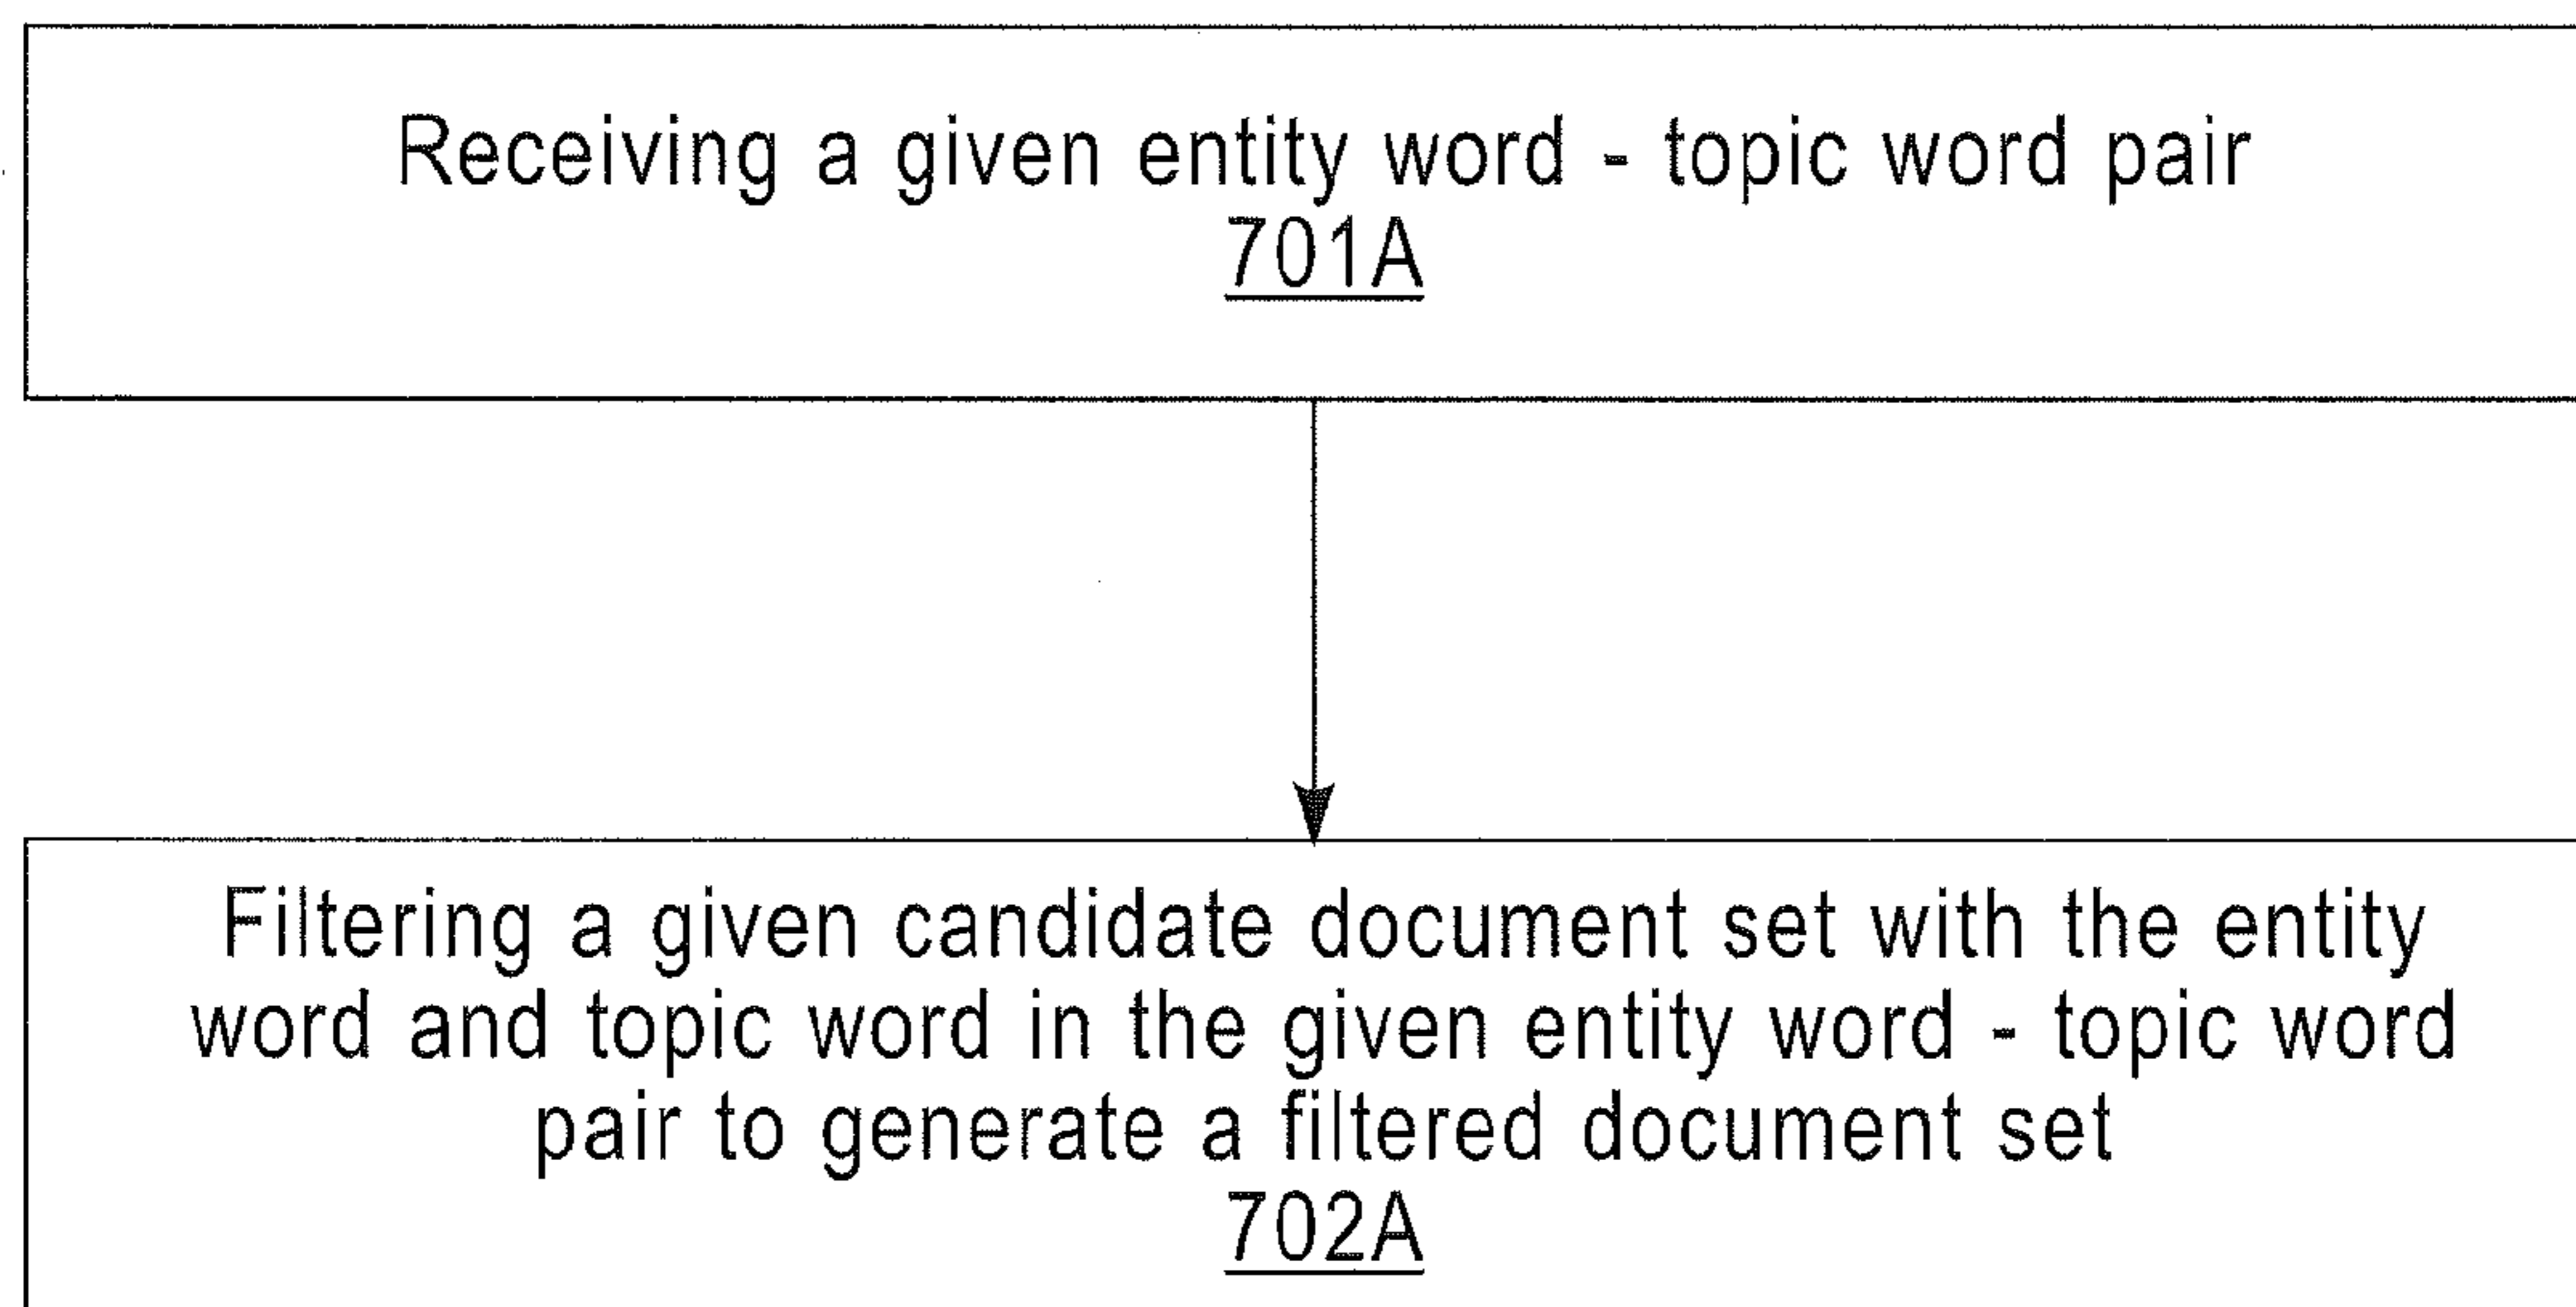 Receiving a given entity word - topic word pair
701A
Filtering a given candidate document set with the entity
word and topic word in the given entity word - topic word
pair to generate a filtered document set
702A